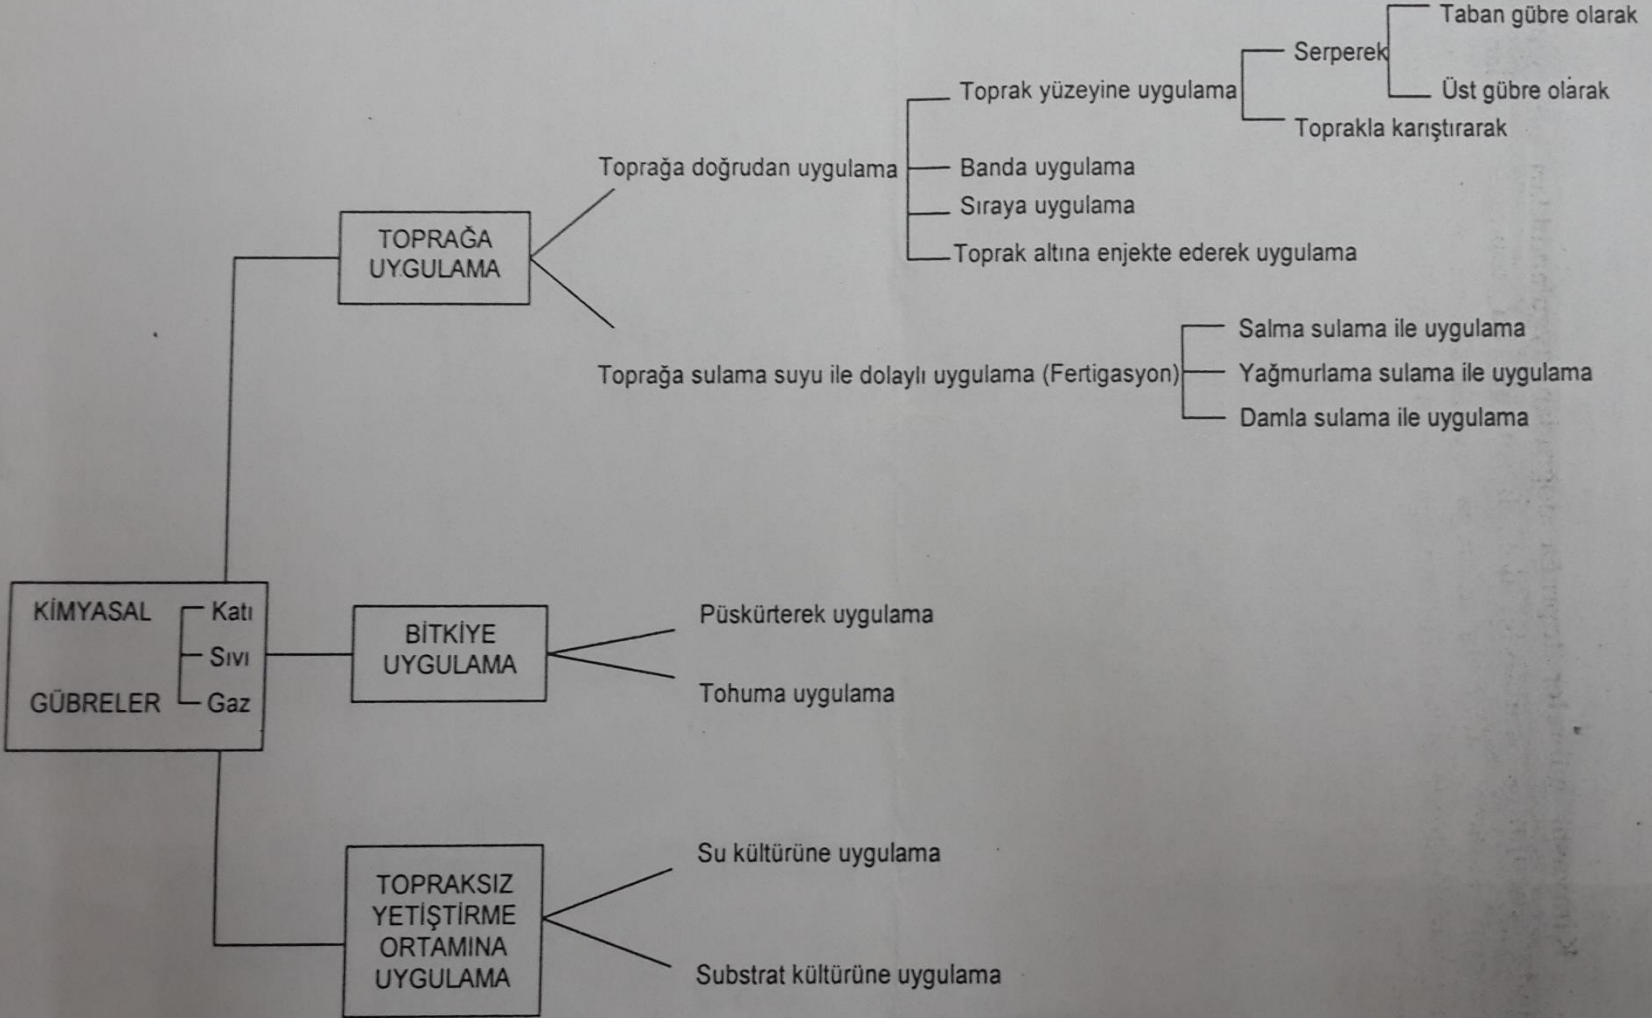 Taban gübre olarak
Serperek
Üst gübre olarak
Toprak yüzeyine uygulama
Toprakla karıştırarak
Toprağa doğrudan uygulama
Banda uygulama
Sıraya uygulama
Toprak altına enjekte ederek uygulama
TOPRAĞA
UYGULAMA
Toprağa sulama suyu ile dolaylı uygulama (Fertigasyon)
Salma sulama ile uygulama
Yağmurlama sulama ile uygulama
Damla sulama ile uygulama
KİMYASAL
GÜBRELER
Katı
Sıvı
Gaz
BİTKİYE
UYGULAMA
Püskürterek uygulama
Tohuma uygulama
TOPRAKSIZ
YETİŞTİRME
ORTAMINA
UYGULAMA
Su kültürüne uygulama
Substrat kültürüne uygulama